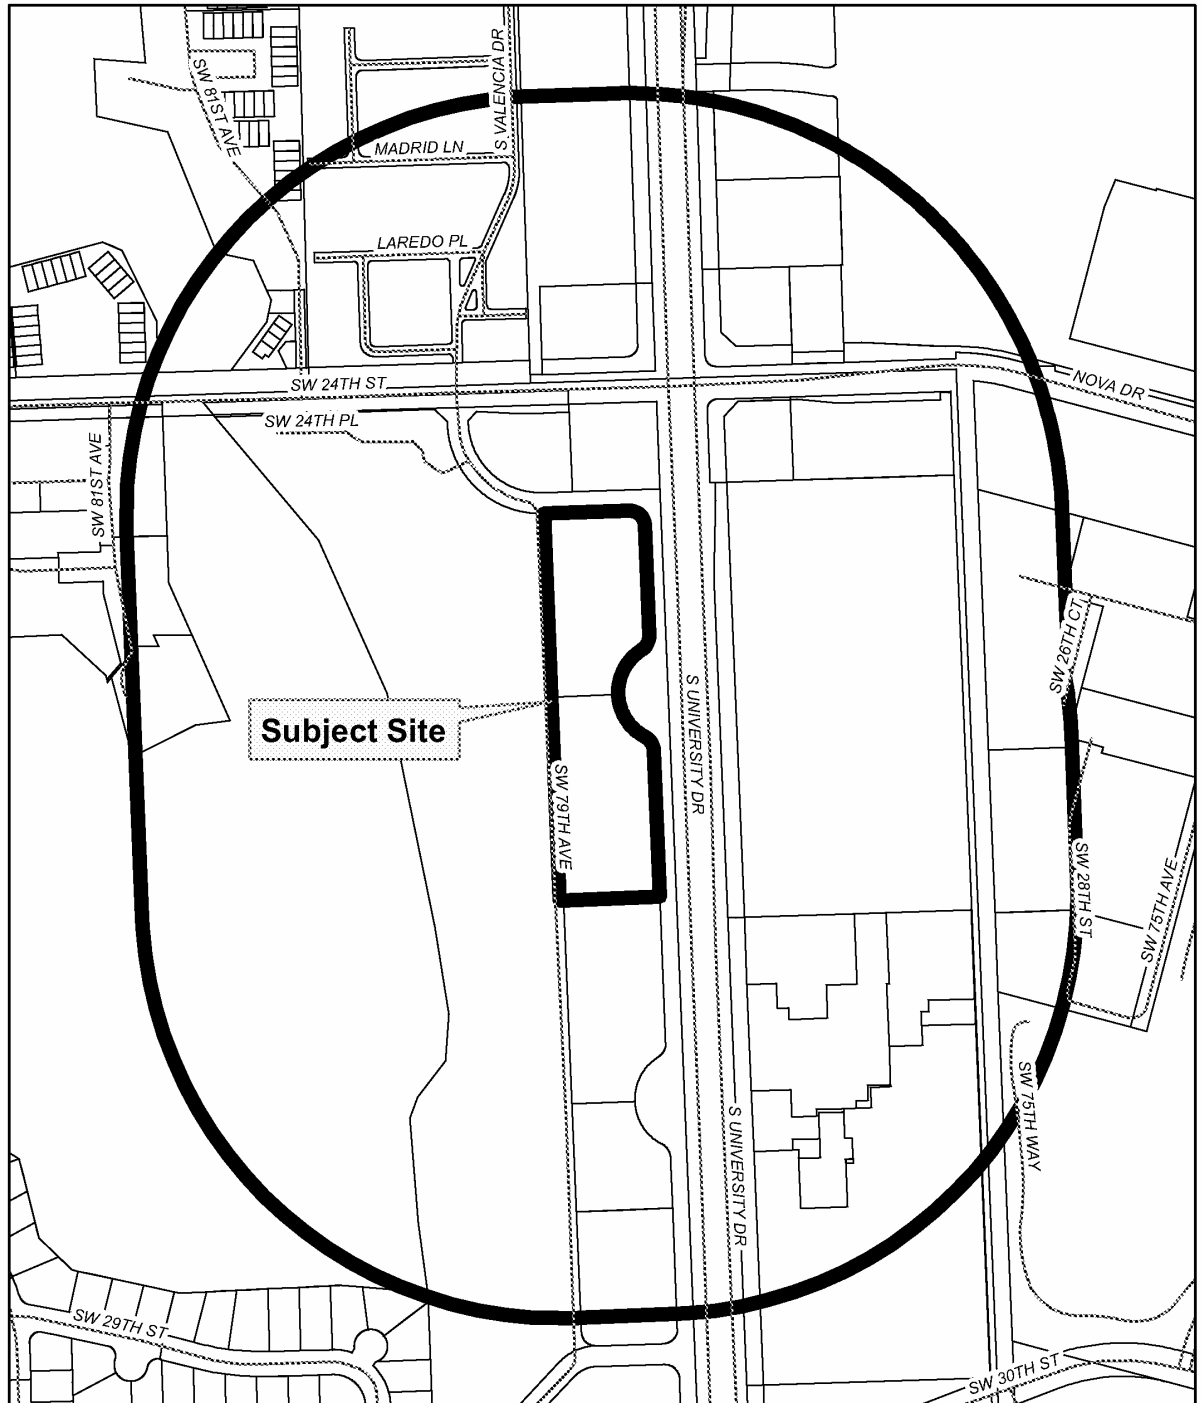 S VALENCIA DR
SW 81ST AVE
MADRID LN
LAREDO PL
SW 24TH ST
NOVA DR
SW 24TH PL
SW 81ST AVE
SW 26TH CT
S UNIVERSITY DR
Subject Site
SW 79TH AVE
SW 28TH ST
SW 75TH AVE
SW 75TH WAY
S UNIVERSITY DR
SW 29TH ST
SW 30TH ST